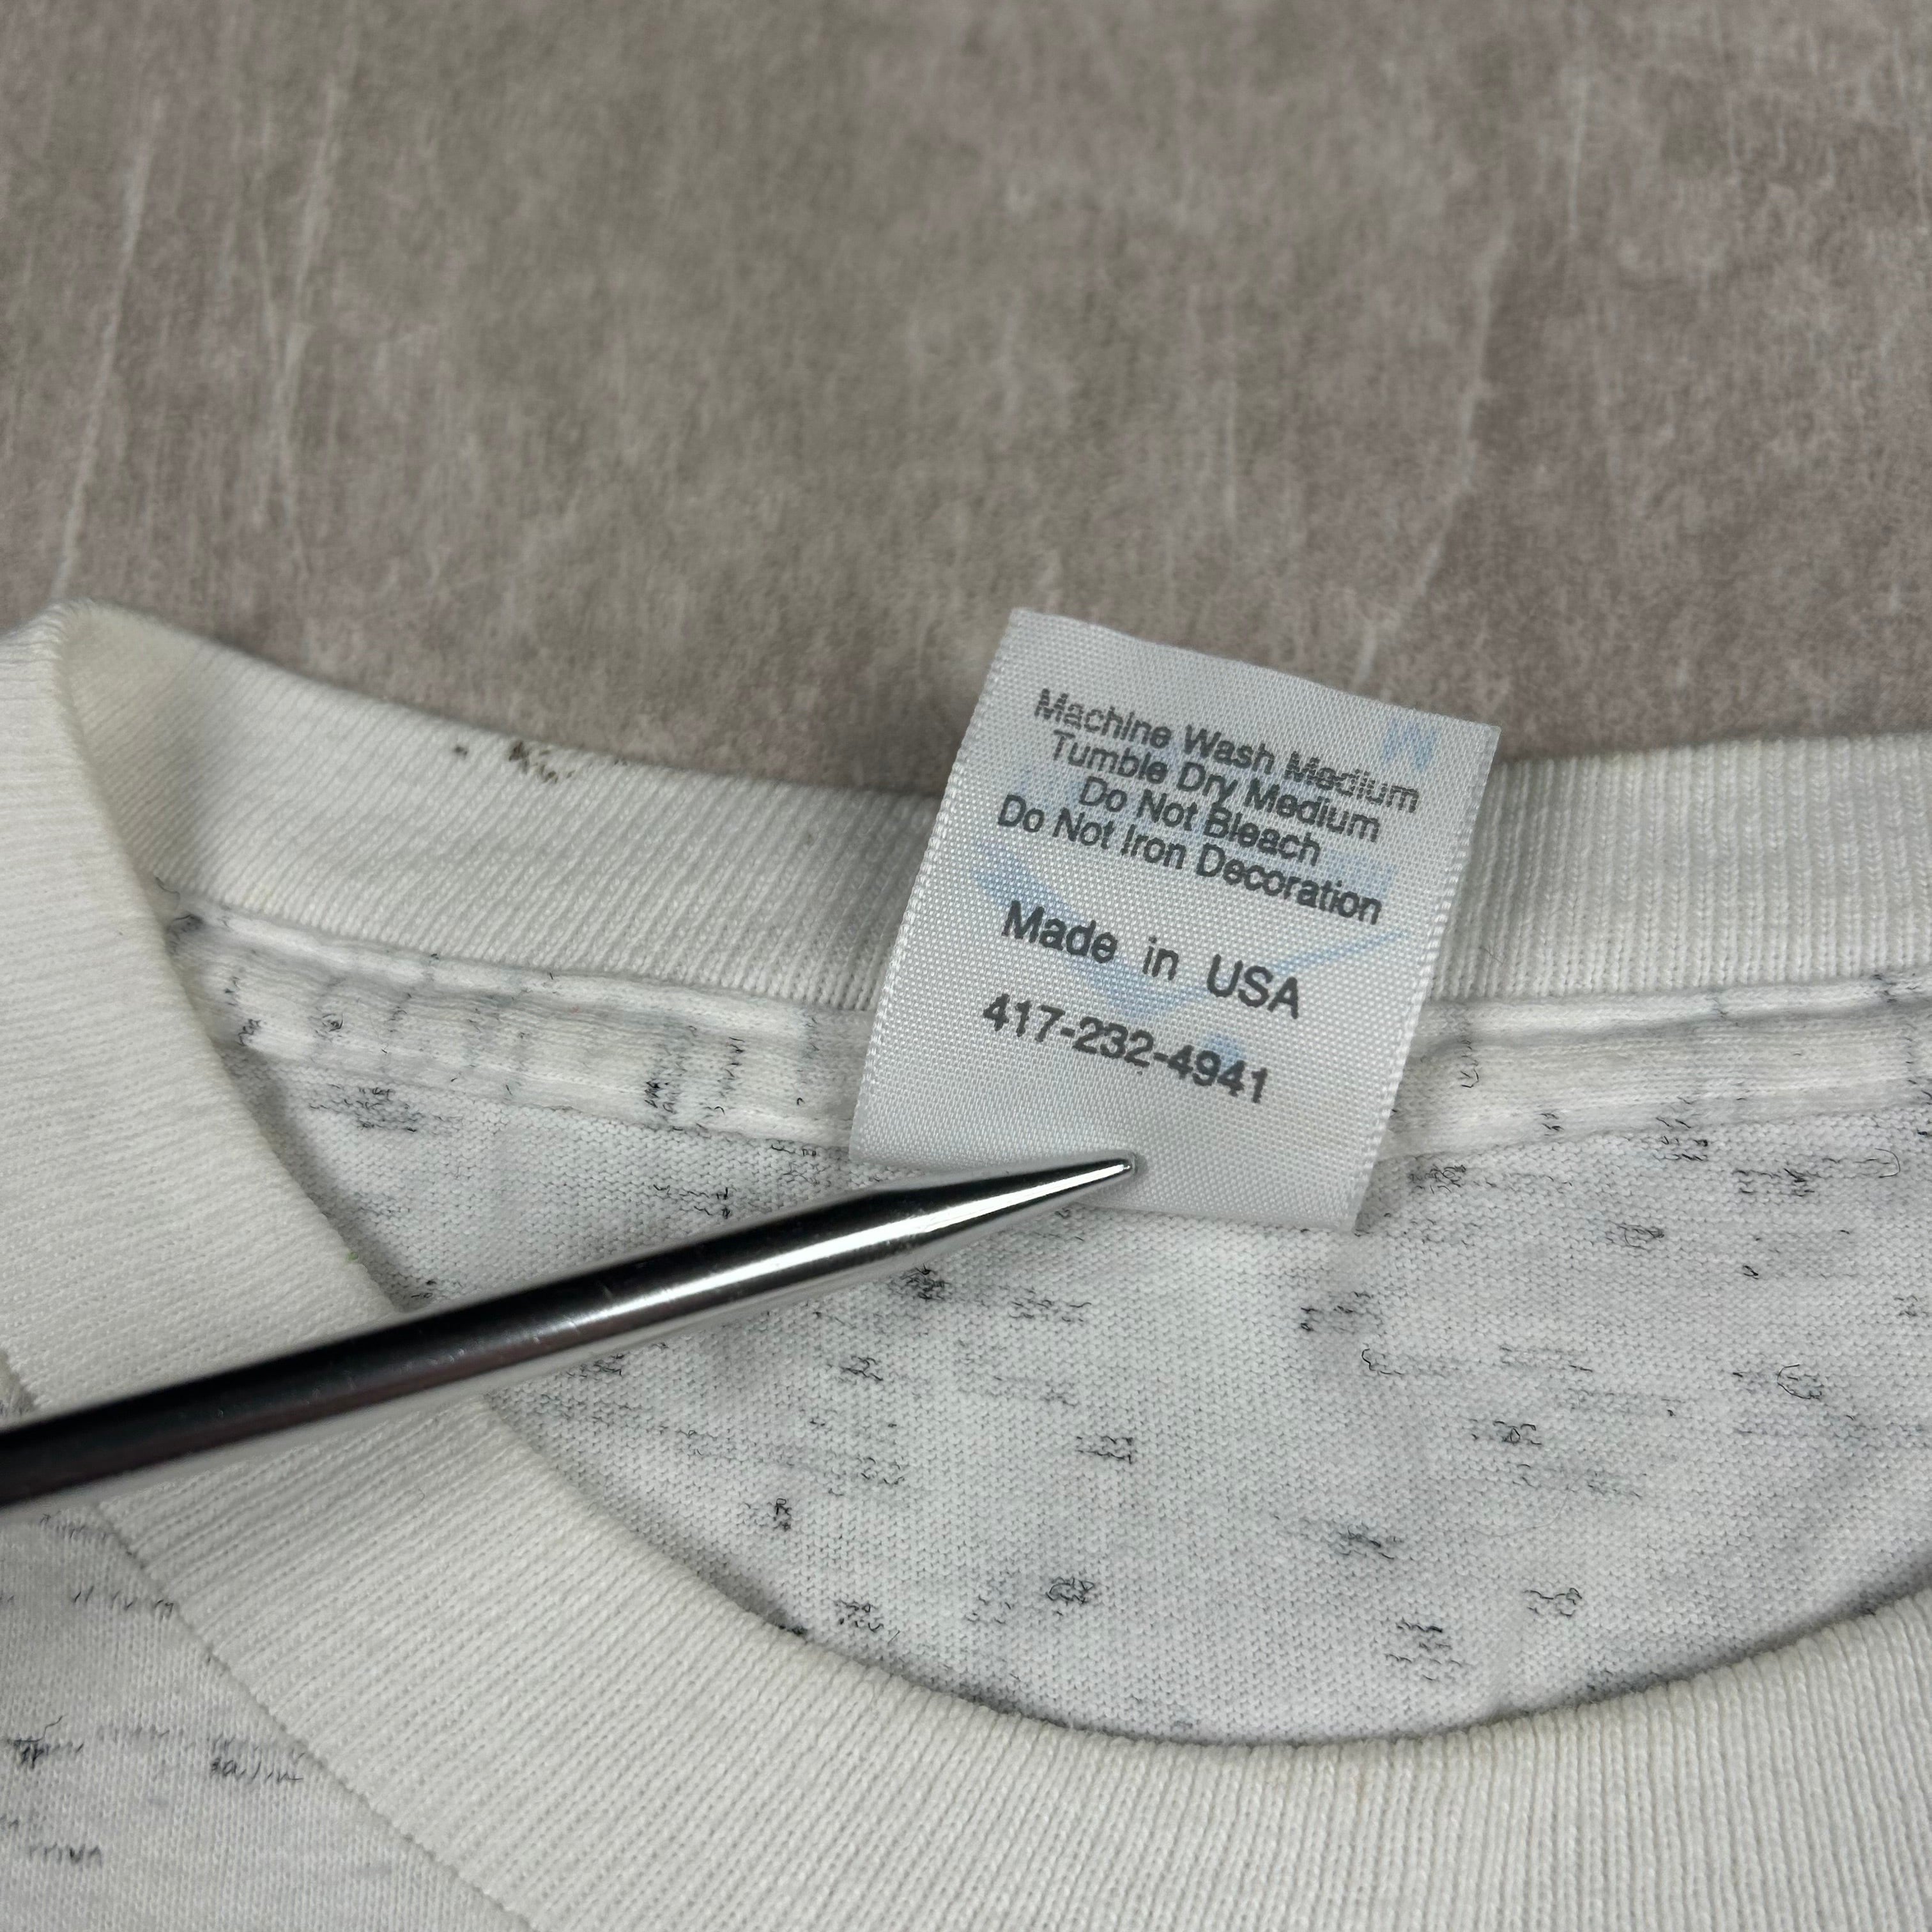 Machine Wash Medium
Tumble Dry Medium
Do Not Bleach
Do Not Iron Decoration
Made in USA
417-232-4941